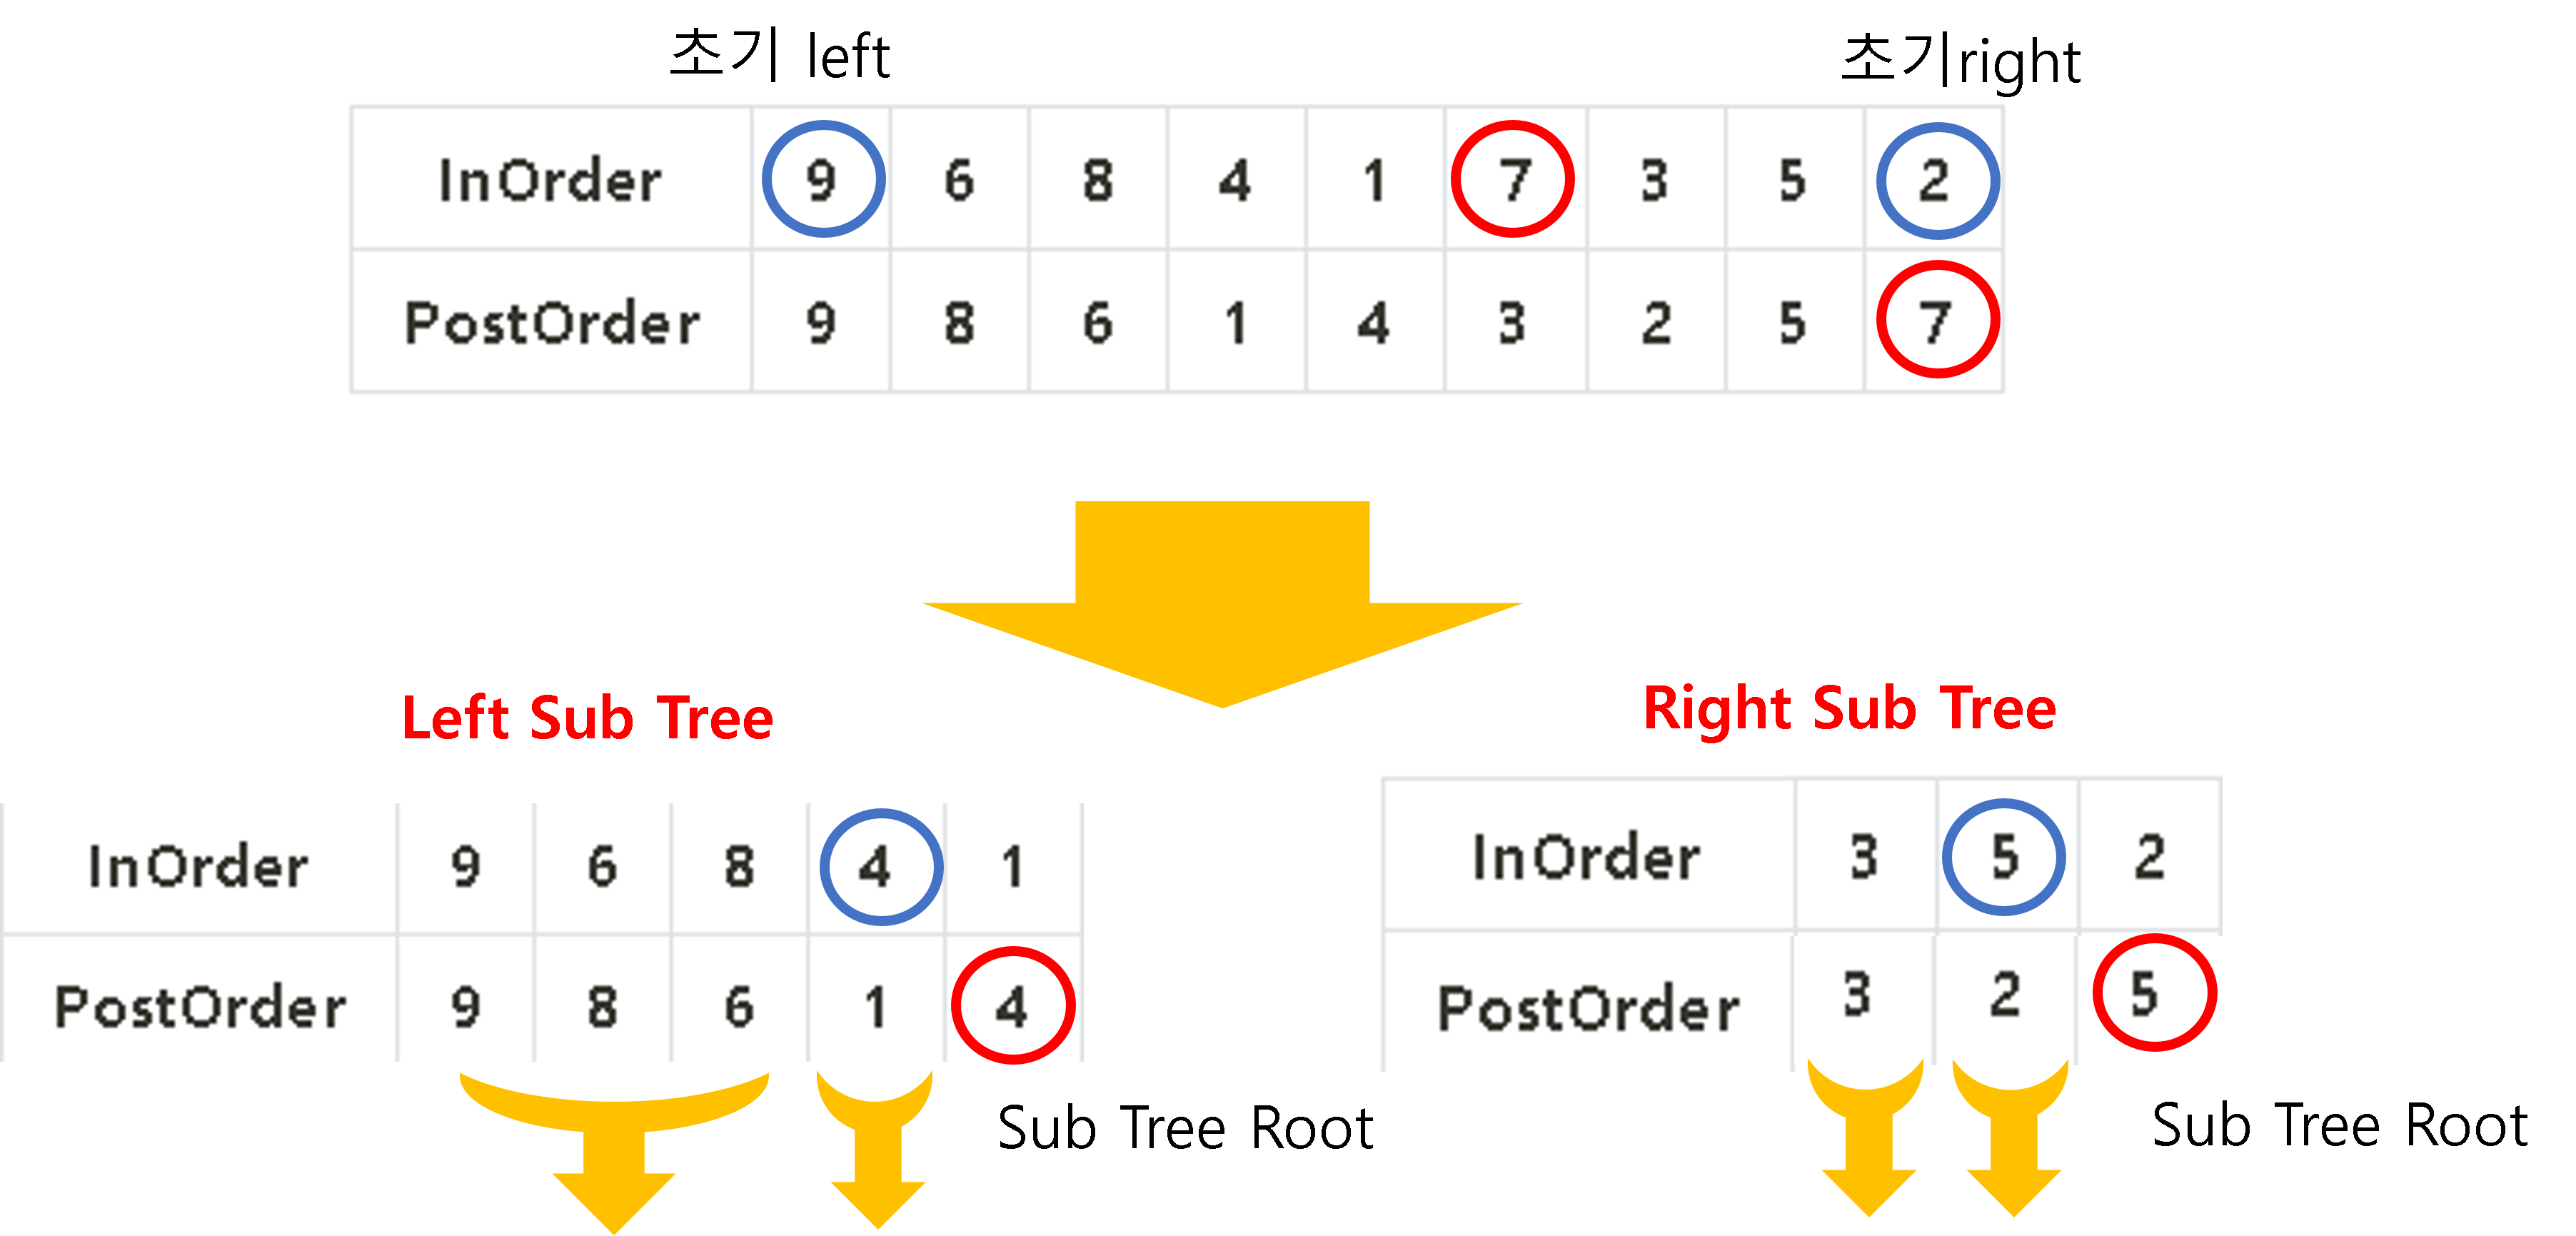 초기 left
초기right
InOrder 9 6 8 4 1 7 3 5 2
PostOrder 9 8 6 1 4 3 2 5 7
Left Sub Tree
InOrder 9 6 8 4 1
PostOrder 9 8 6 1 4
Sub Tree Root
Right Sub Tree
InOrder 3 5 2
PostOrder 3 2 5
Sub Tree Root